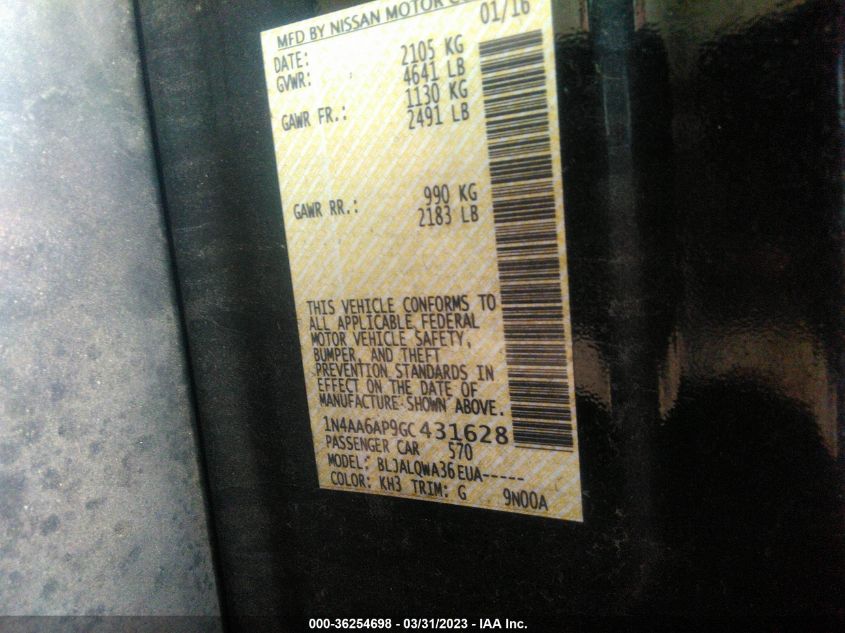 MFD BY NISSAN MOTOR
DATE: 01/16
GVWR: 2105 KG
4641 LB
GAWR FR.: 1130 KG
2491 LB
GAWR RR.: 990 KG
2183 LB
THIS VEHICLE CONFORMS TO
ALL APPLICABLE FEDERAL
MOTOR VEHICLE SAFETY,
BUMPER, AND THEFT
PREVENTION STANDARDS IN
EFFECT ON THE DATE OF
MANUFACTURE SHOWN ABOVE.
1N4AA6AP9GC431628
PASSENGER CAR 570
MODEL: BLJALQWA36EUA-----
COLOR: KH3 TRIM: G 9N00A
000-36254698 - 03/31/2023 - IAA Inc.